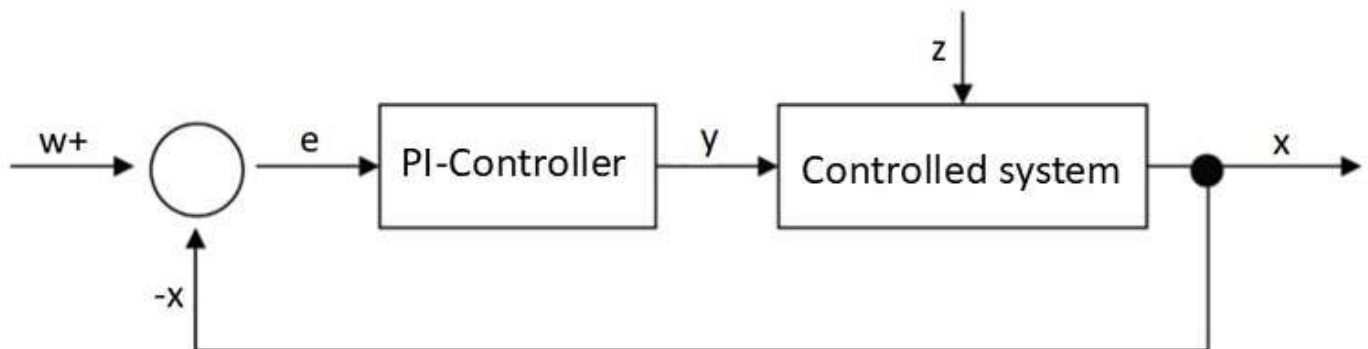 z
w+
e
PI-Controller
y
Controlled system
x
-x